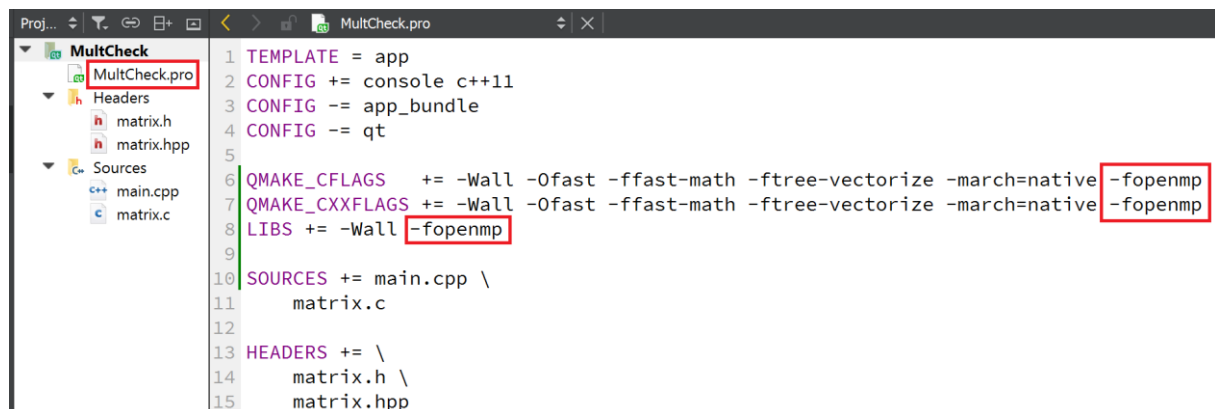 Proj...
MultCheck.pro
MultCheck
MultCheck.pro
Headers
matrix.h
matrix.hpp
Sources
main.cpp
matrix.c
1 TEMPLATE = app
2 CONFIG += console c++11
3 CONFIG -= app_bundle
4 CONFIG -= qt
5
6 QMAKE_CFLAGS   += -Wall -Ofast -ffast-math -ftree-vectorize -march=native -fopenmp
7 QMAKE_CXXFLAGS += -Wall -Ofast -ffast-math -ftree-vectorize -march=native -fopenmp
8 LIBS += -Wall -fopenmp
9
10 SOURCES += main.cpp \
11     matrix.c
12
13 HEADERS += \
14     matrix.h \
15     matrix.hpp